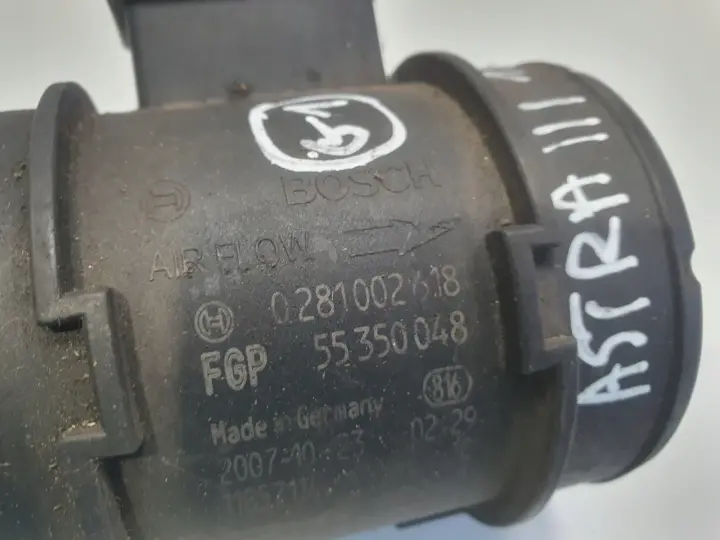 BOSCH
AIR FLOW
0 281 002 618
FGP 55 350 048
816
Made in Germany
2007-10-23 02:29
ASTRA III